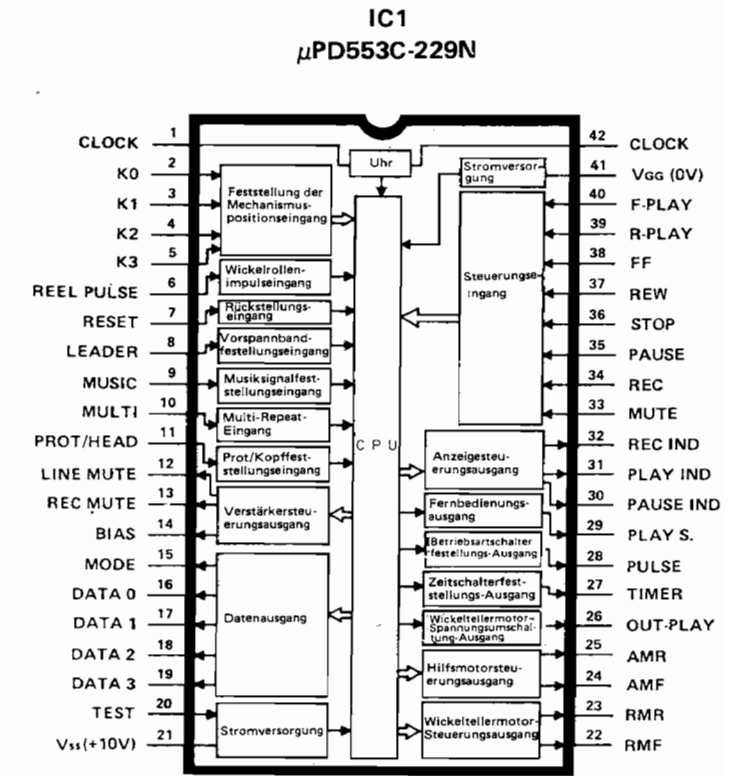 IC1
μPD553C-229N
CLOCK 1
K0 2
K1 3
K2 4
K3 5
REEL PULSE 6
RESET 7
LEADER 8
MUSIC 9
MULTI 10
PROT/HEAD 11
LINE MUTE 12
REC MUTE 13
BIAS 14
MODE 15
DATA 0 16
DATA 1 17
DATA 2 18
DATA 3 19
TEST 20
Vss(+10V) 21
Feststellung der
Mechanismus-
positionseingang
Wickelrollen-
impulseingang
Rückstellungs-
eingang
Vorspannband-
festellungseingang
Musiksignalfest-
stellungseingang
Multi-Repeat-
Eingang
Prot/Kopffest-
stellungseingang
Verstärkersteu-
erungsausgang
Datenausgang
Stromversorgung
Uhr
CPU
Stromversor-
gung
Steuerungse-
ingang
Anzeigesteu-
erungsausgang
Fernbedienungs-
ausgang
Betriebsartschalter
festellungs-Ausgang
Zeitschalterfest-
stellungs-Ausgang
Wickeltellermotor-
Spannungsumschal-
tung-Ausgang
Hilfsmotorsteu-
erungsausgang
Wickeltellermotor-
Steuerungsausgang
42 CLOCK
41 VGG (0V)
40 F-PLAY
39 R-PLAY
38 FF
37 REW
36 STOP
35 PAUSE
34 REC
33 MUTE
32 REC IND
31 PLAY IND
30 PAUSE IND
29 PLAY S.
28 PULSE
27 TIMER
26 OUT-PLAY
25 AMR
24 AMF
23 RMR
22 RMF